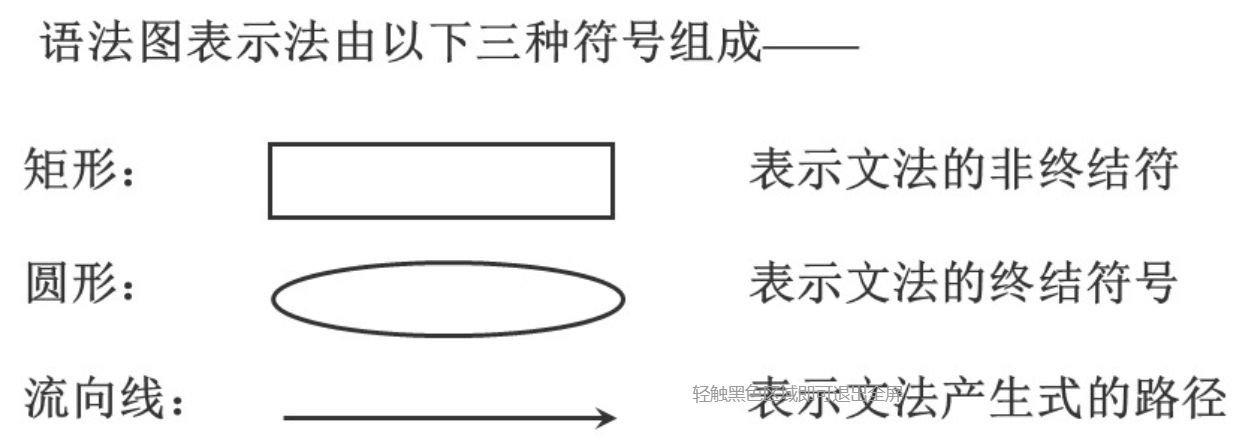 语法图表示法由以下三种符号组成——
矩形： 表示文法的非终结符
圆形： 表示文法的终结符号
流向线： 表示文法产生式的路径
轻触黑色区域即可退出全屏